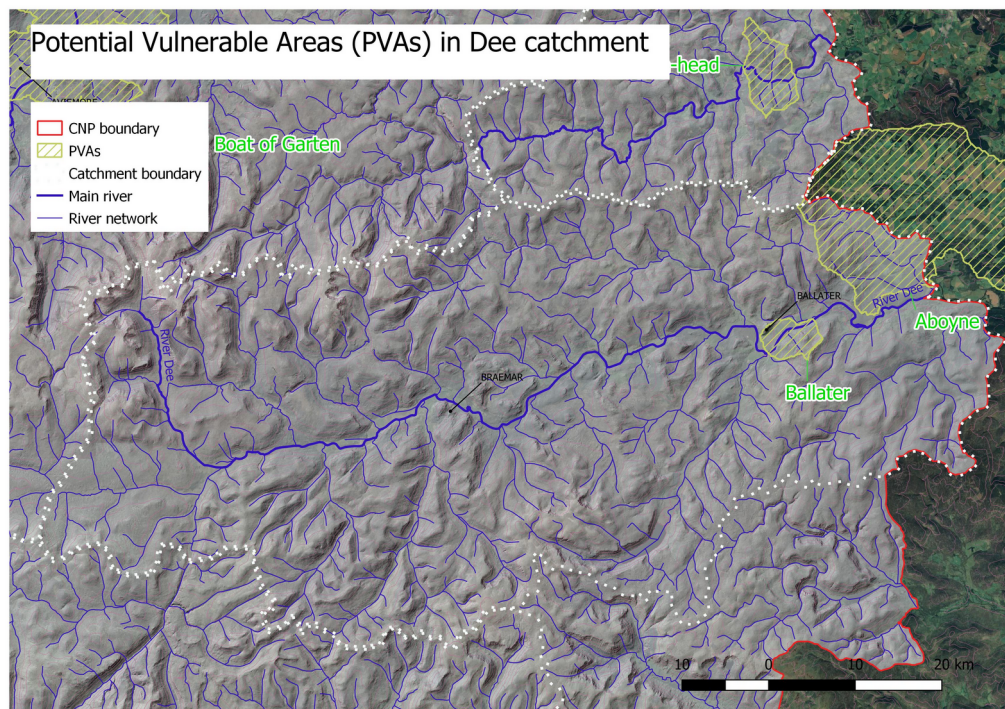 Potential Vulnerable Areas (PVAs) in Dee catchment
-head
AVIEMORE
CNP boundary
PVAs
Catchment boundary
Main river
River network
Boat of Garten
BALLATER
River Dee
Aboyne
River Dee
BRAEMAR
Ballater
10 0 10 20 km